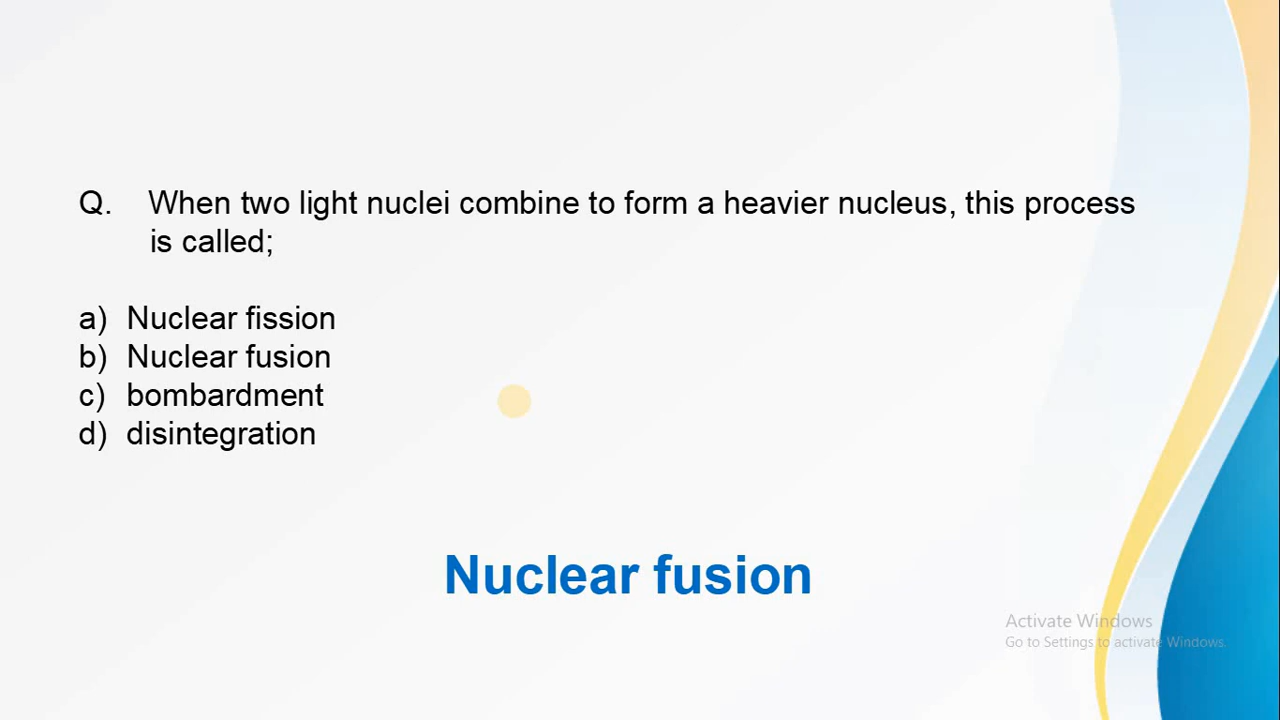 Q. When two light nuclei combine to form a heavier nucleus, this process
is called;
a) Nuclear fission
b) Nuclear fusion
c) bombardment
d) disintegration
Nuclear fusion
Activate Windows
Go to Settings to activate Windows.